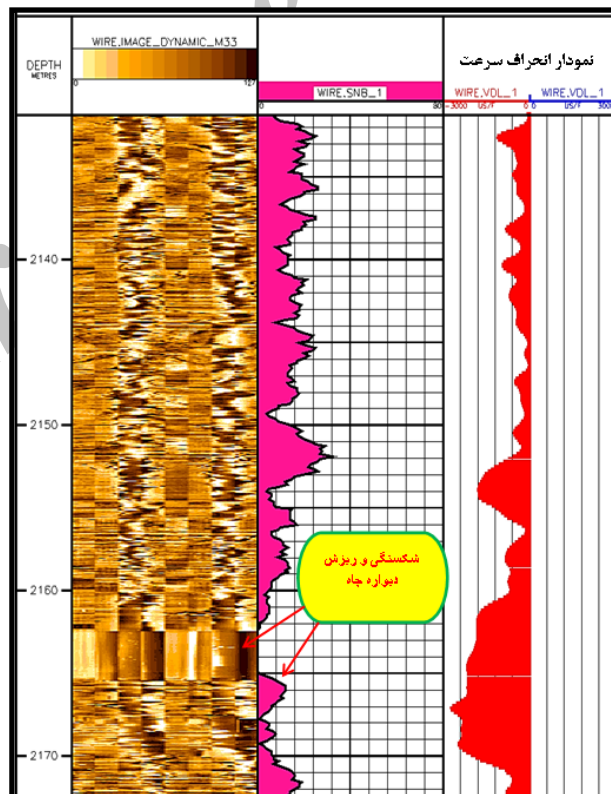 WIRE.IMAGE_DYNAMIC_M33
DEPTH
METRES
0 127
WIRE.SNB_1
0
نمودار انحراف سرعت
WIRE.VDL_1 WIRE.VDL_1
-3000 US/F 0 0 US/F
2140
2150
2160
2170
شکستگی و ریزش
دیواره چاه